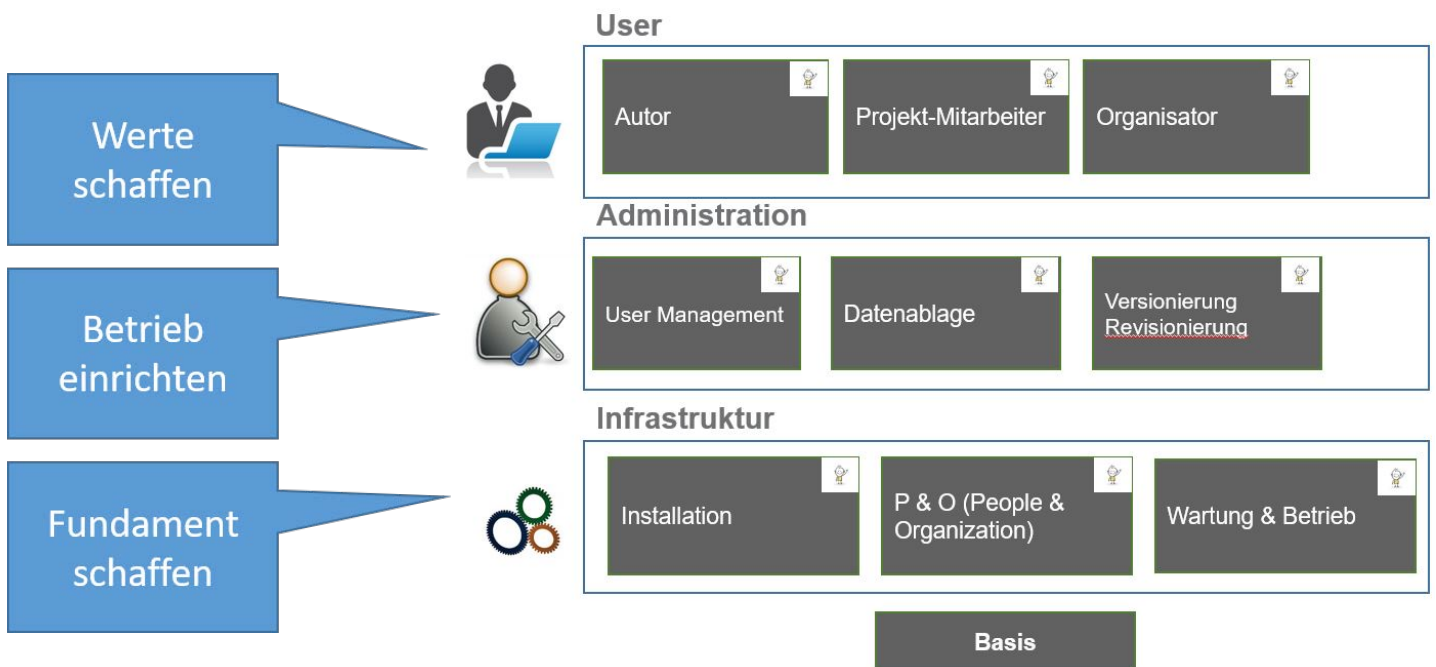 User
Werte
schaffen
Autor
Projekt-Mitarbeiter
Organisator
Administration
Betrieb
einrichten
User Management
Datenablage
Versionierung
Revisionierung
Infrastruktur
Fundament
schaffen
Installation
P & O (People &
Organization)
Wartung & Betrieb
Basis